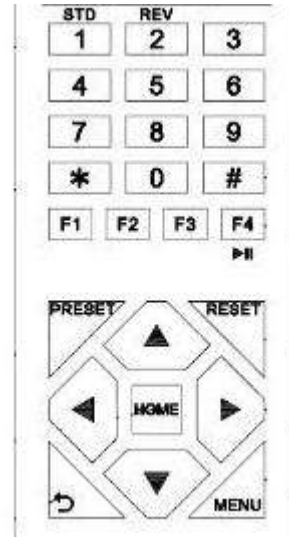 STD REV
1 2 3
4 5 6
7 8 9
* 0 #
F1 F2 F3 F4
PRESET RESET
HOME
MENU